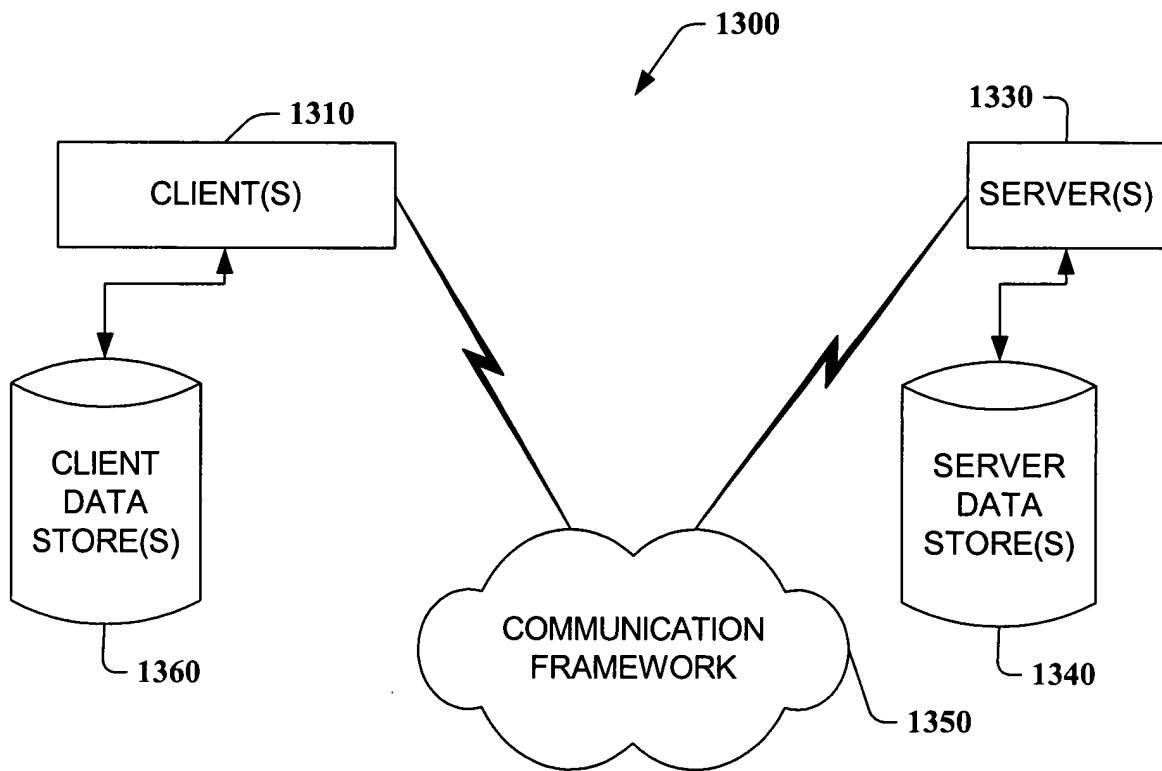 1300
1310
1330
CLIENT(S)
SERVER(S)
CLIENT
DATA
STORE(S)
SERVER
DATA
STORE(S)
COMMUNICATION
FRAMEWORK
1360
1340
1350